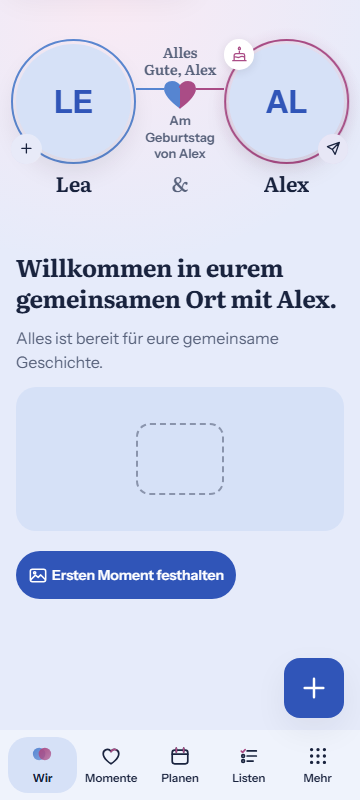 Alles
Gute, Alex
LE
AL
Am
Geburtstag
von Alex
Lea
&
Alex
Willkommen in eurem
gemeinsamen Ort mit Alex.
Alles ist bereit für eure gemeinsame
Geschichte.
Ersten Moment festhalten
Wir
Momente
Planen
Listen
Mehr